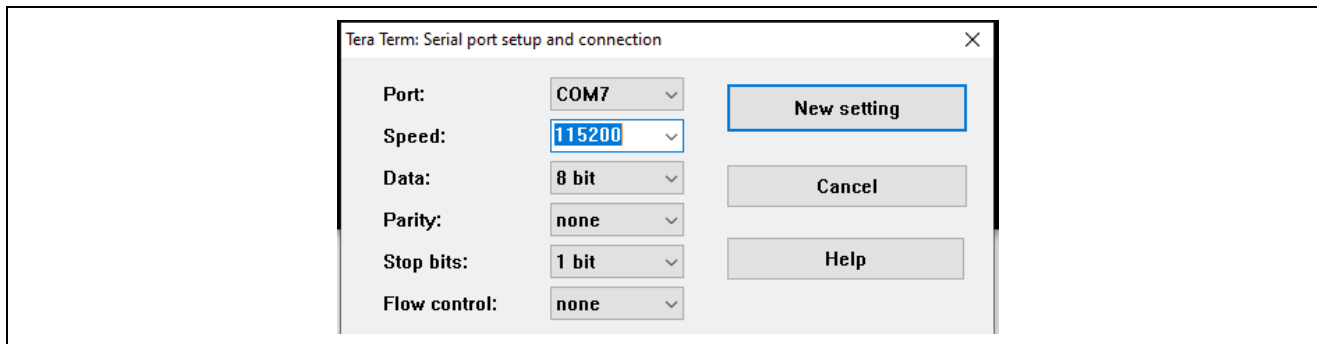 Tera Term: Serial port setup and connection
Port: COM7 New setting
Speed: 115200
Data: 8 bit Cancel
Parity: none
Stop bits: 1 bit Help
Flow control: none